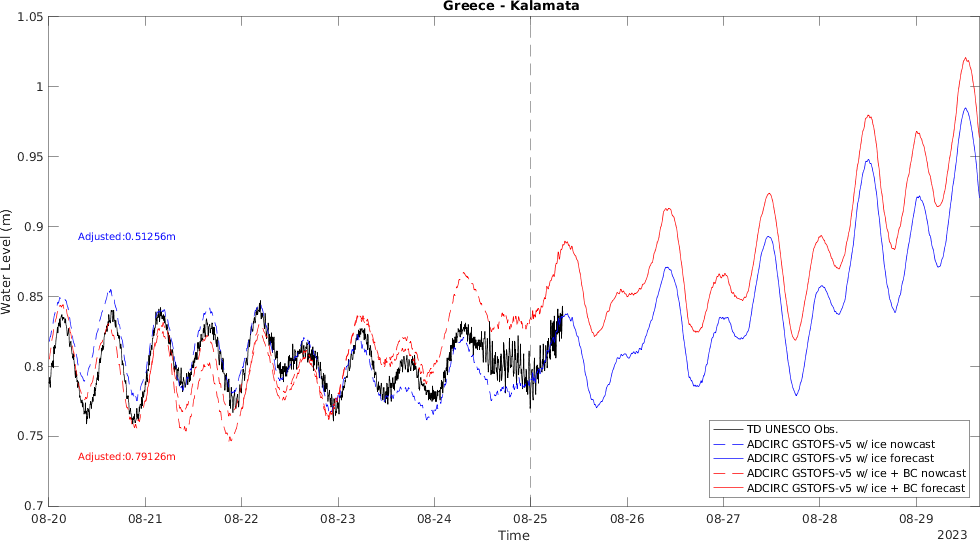 Greece - Kalamata
1.05
1
0.95
0.9
0.85
0.8
0.75
0.7
Water Level (m)
Adjusted:0.51256m
Adjusted:0.79126m
TD UNESCO Obs.
ADCIRC GSTOFS-v5 w/ ice nowcast
ADCIRC GSTOFS-v5 w/ ice forecast
ADCIRC GSTOFS-v5 w/ ice + BC nowcast
ADCIRC GSTOFS-v5 w/ ice + BC forecast
08-20 08-21 08-22 08-23 08-24 08-25 08-26 08-27 08-28 08-29
Time
2023